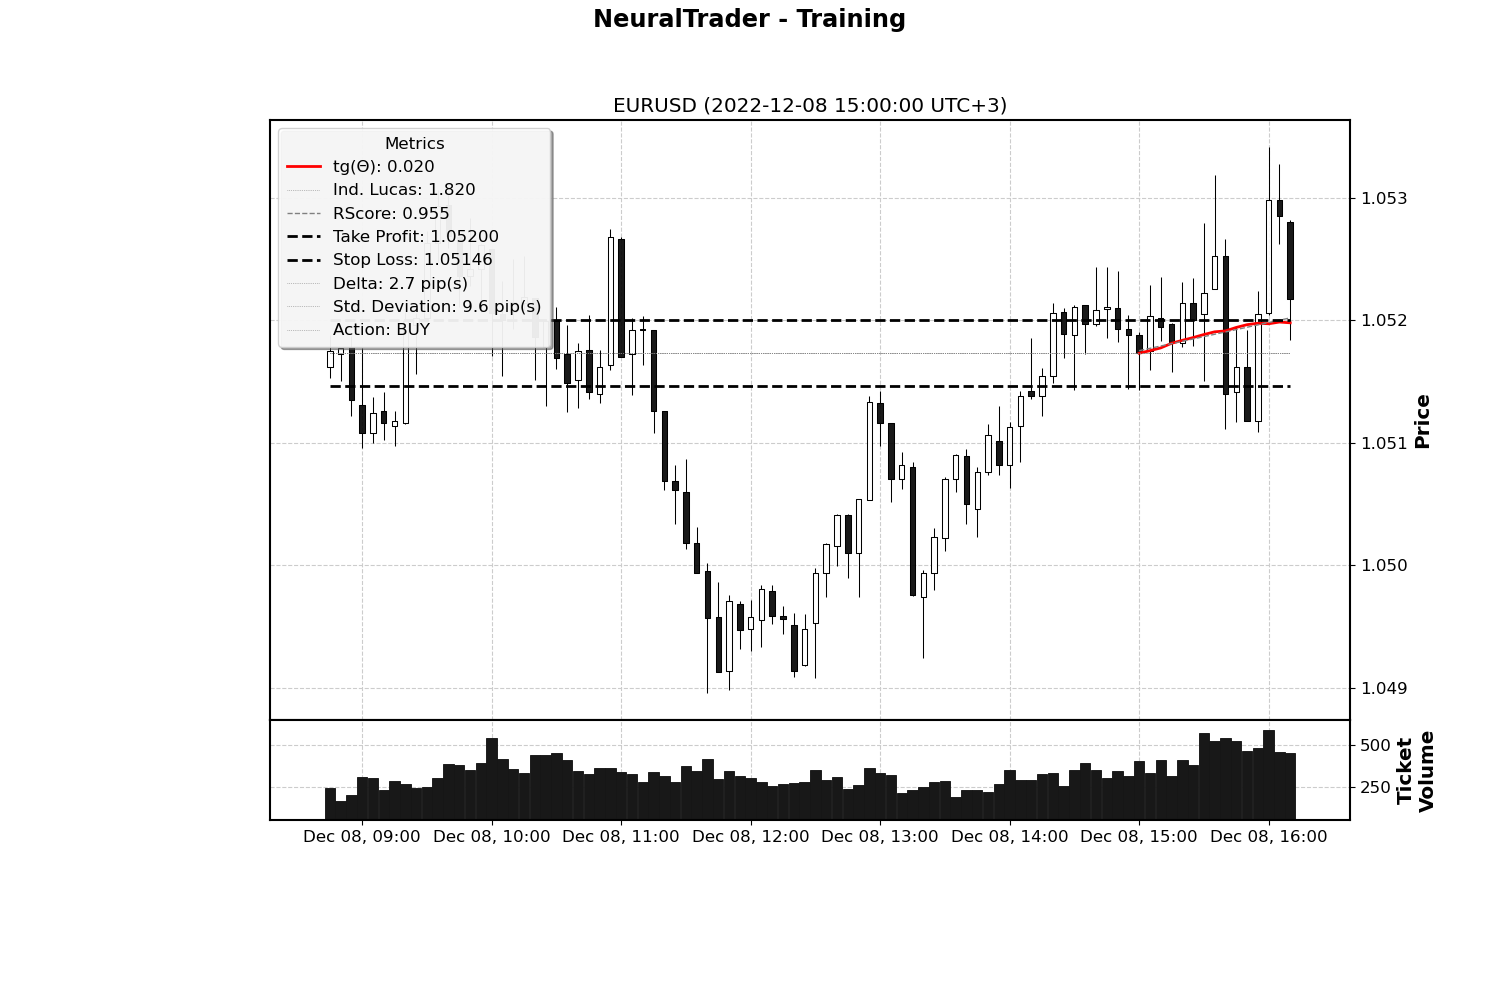 NeuralTrader - Training
EURUSD (2022-12-08 15:00:00 UTC+3)
Metrics
tg(Θ): 0.020
Ind. Lucas: 1.820
RScore: 0.955
Take Profit: 1.05200
Stop Loss: 1.05146
Delta: 2.7 pip(s)
Std. Deviation: 9.6 pip(s)
Action: BUY
1.053
1.052
1.051
1.050
1.049
Price
500
250
Ticket
Volume
Dec 08, 09:00 Dec 08, 10:00 Dec 08, 11:00 Dec 08, 12:00 Dec 08, 13:00 Dec 08, 14:00 Dec 08, 15:00 Dec 08, 16:00